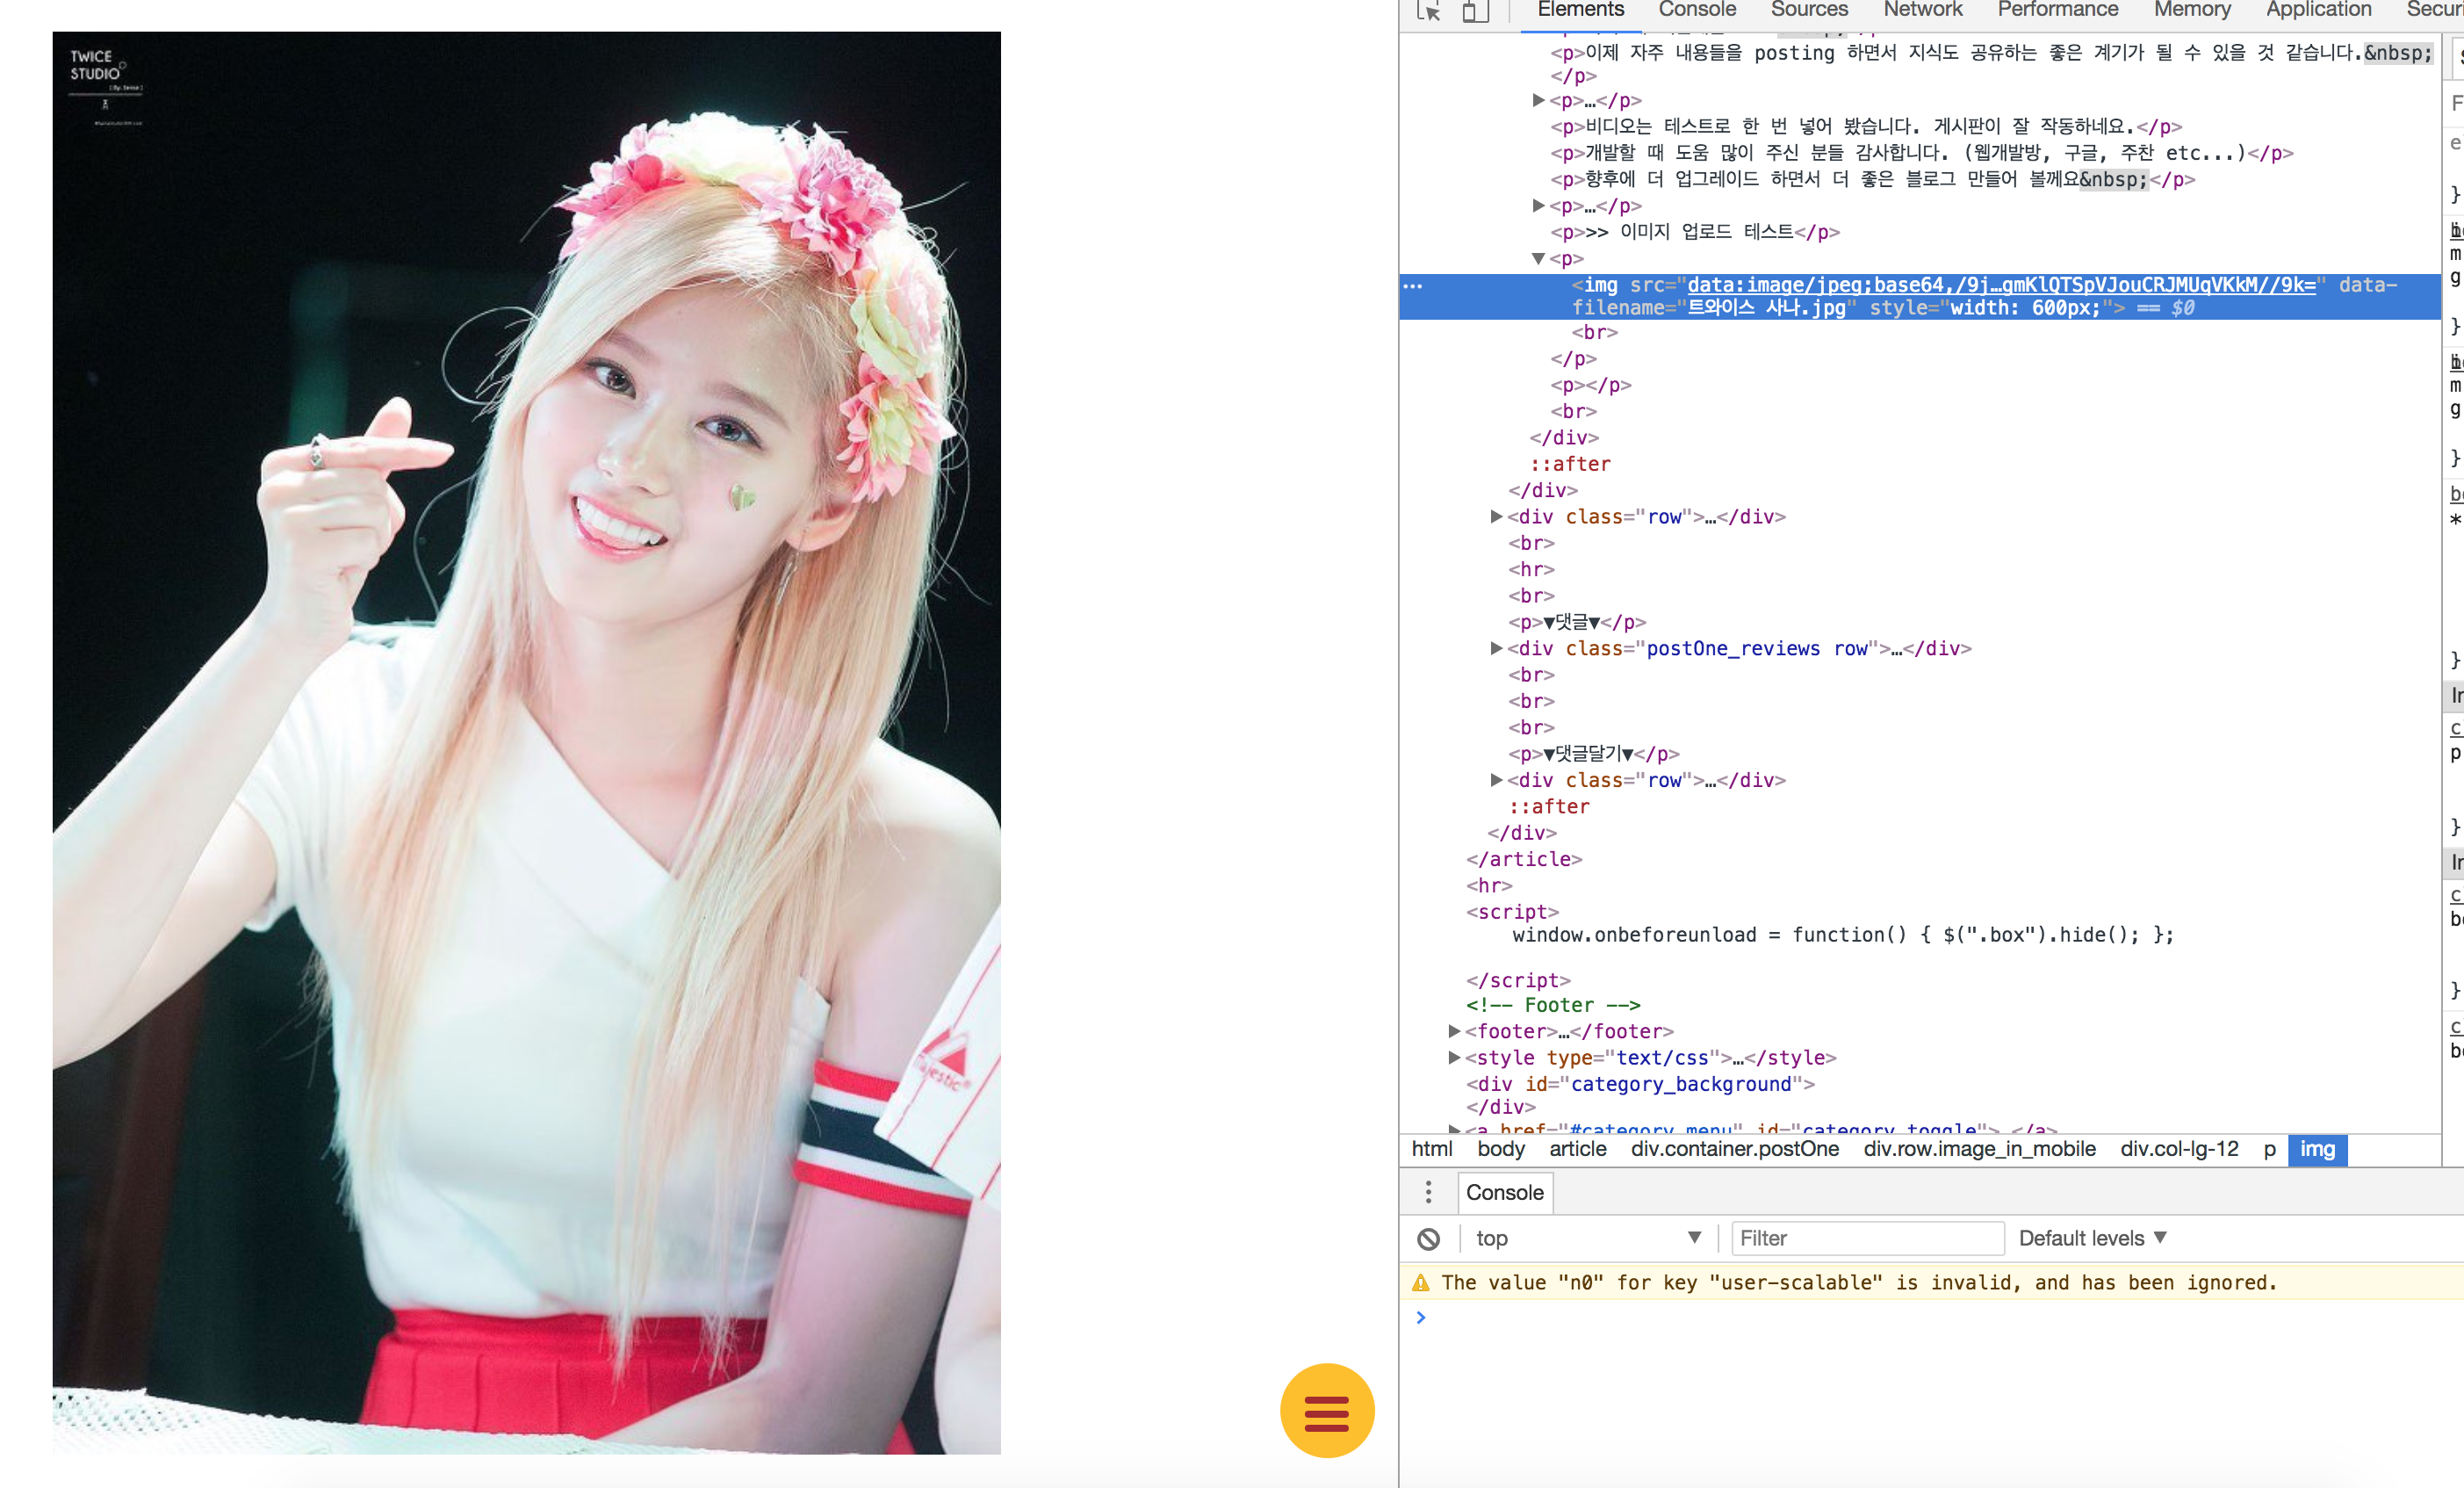 TWICE
STUDIO
[ By. Sense ]
Majestic
Elements Console Sources Network Performance Memory Application
<p>이제 자주 내용들을 posting 하면서 지식도 공유하는 좋은 계기가 될 수 있을 것 같습니다.&nbsp;
</p>
▶<p>…</p>
<p>비디오는 테스트로 한 번 넣어 봤습니다. 게시판이 잘 작동하네요.</p>
<p>개발할 때 도움 많이 주신 분들 감사합니다. (웹개발방, 구글, 주찬 etc...)</p>
<p>향후에 더 업그레이드 하면서 더 좋은 블로그 만들어 볼께요&nbsp;</p>
▶<p>…</p>
<p>>> 이미지 업로드 테스트</p>
▼<p>
<img src="data:image/jpeg;base64,/9j…gmKlQTSpVJouCRJMUqVKkM//9k=" data-
filename="트와이스 사나.jpg" style="width: 600px;"> == $0
<br>
</p>
<p></p>
<br>
</div>
::after
</div>
▶<div class="row">…</div>
<br>
<hr>
<br>
<p>▼댓글▼</p>
▶<div class="postOne_reviews row">…</div>
<br>
<br>
<br>
<p>▼댓글달기▼</p>
▶<div class="row">…</div>
::after
</div>
</article>
<hr>
<script>
window.onbeforeunload = function() { $(".box").hide(); };
</script>
<!-- Footer -->
▶<footer>…</footer>
▶<style type="text/css">…</style>
<div id="category_background">
</div>
▶<a href="#category_menu" id="category_toggle">…</a>
html body article div.container.postOne div.row.image_in_mobile div.col-lg-12 p img
Console
top ▼ Filter Default levels ▼
The value "n0" for key "user-scalable" is invalid, and has been ignored.
>